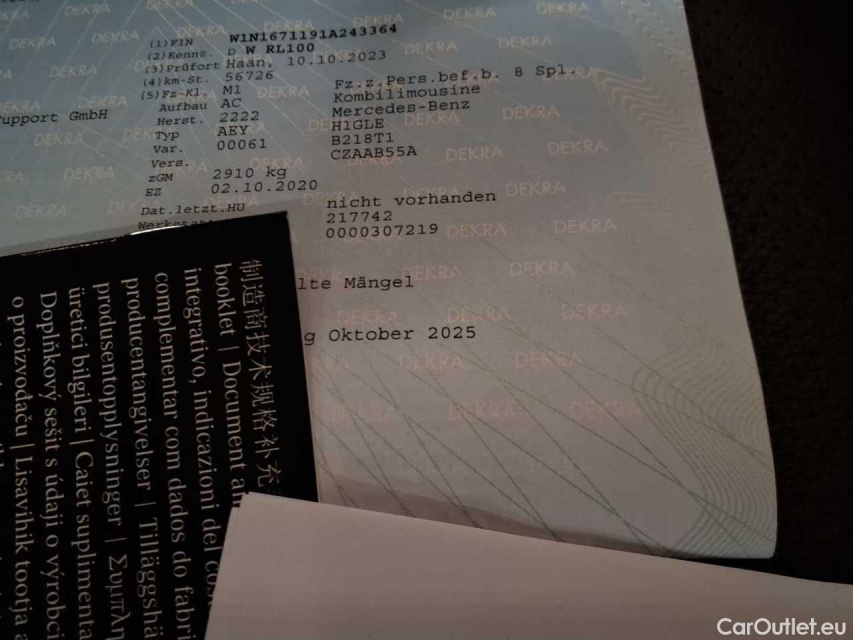 (1)FIN W1N1671191A243364
(2)Kennz. D W RL100
(3)Prüfort Haan, 10.10.2023
(4)km-St. 56726
(5)Fz-Kl. M1 Fz.z.Pers.bef.b. 8 Spl.
Aufbau AC Kombilimousine
Herst. 2222 Mercedes-Benz
Typ AEY H1GLE
Var. 00061 B218T1
Vers. CZAAB55A
zGM 2910 kg
EZ 02.10.2020
Dat.letzt.HU nicht vorhanden
217742
0000307219
upport GmbH
lte Mängel
g Oktober 2025
DEKRA
制造商技术规格补充
booklet | Document a
integrativo, indicazioni del cos
complementar com dados do fabri
producentangivelser | Tilläggshä
produsentopplysninger | Συμπλη
üretici bilgileri | Caiet suplimenta
Doplňkový sešit s údaji o výrobci
o proizvođaču | Lisavihik tootja a
CarOutlet.eu